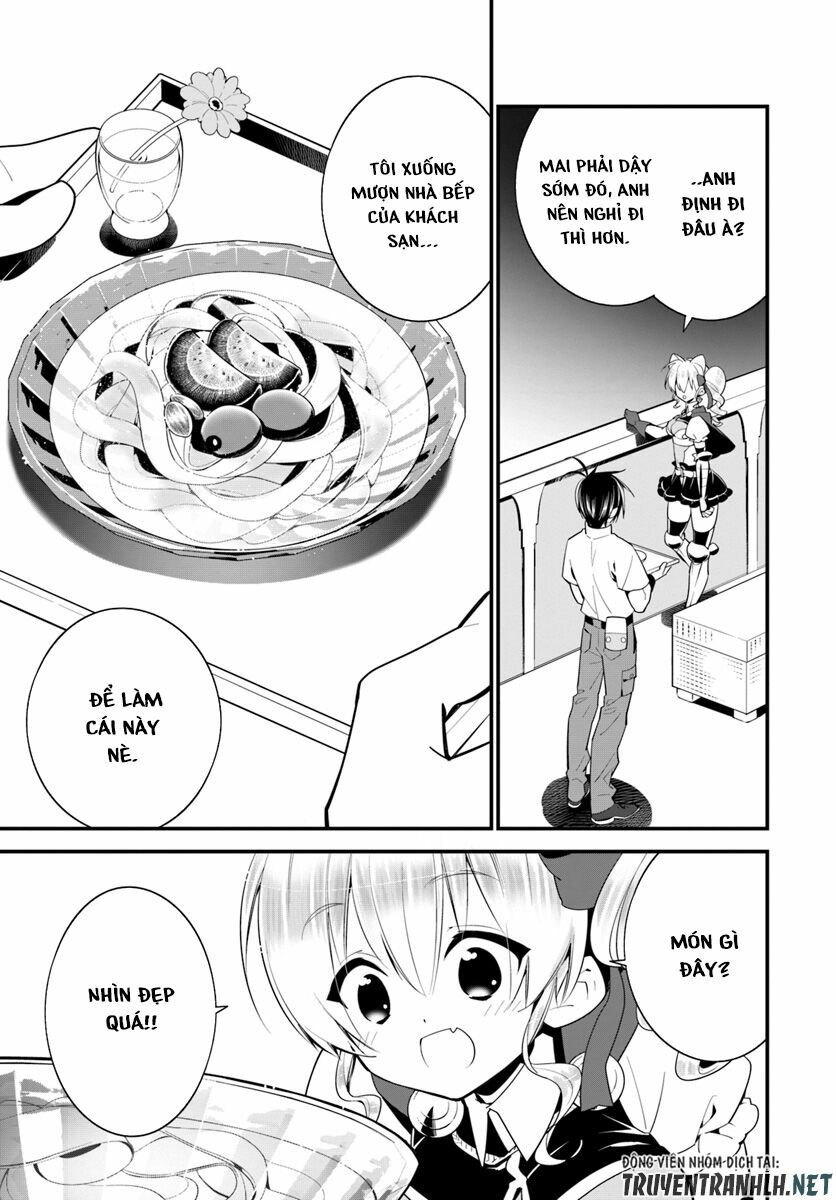 ..ANH
ĐỊNH ĐI
ĐÂU À?
MAI PHẢI DẬY
SỚM ĐÓ, ANH
NÊN NGHỈ ĐI
THÌ HƠN.
TÔI XUỐNG
MƯỢN NHÀ BẾP
CỦA KHÁCH
SẠN...
ĐỂ LÀM
CÁI NÀY
NÈ.
MÓN GÌ
ĐÂY?
NHÌN ĐẸP
QUÁ!!
ĐỘNG VIÊN NHÓM DỊCH TẠI:
TRUYENTRANHLH.NET